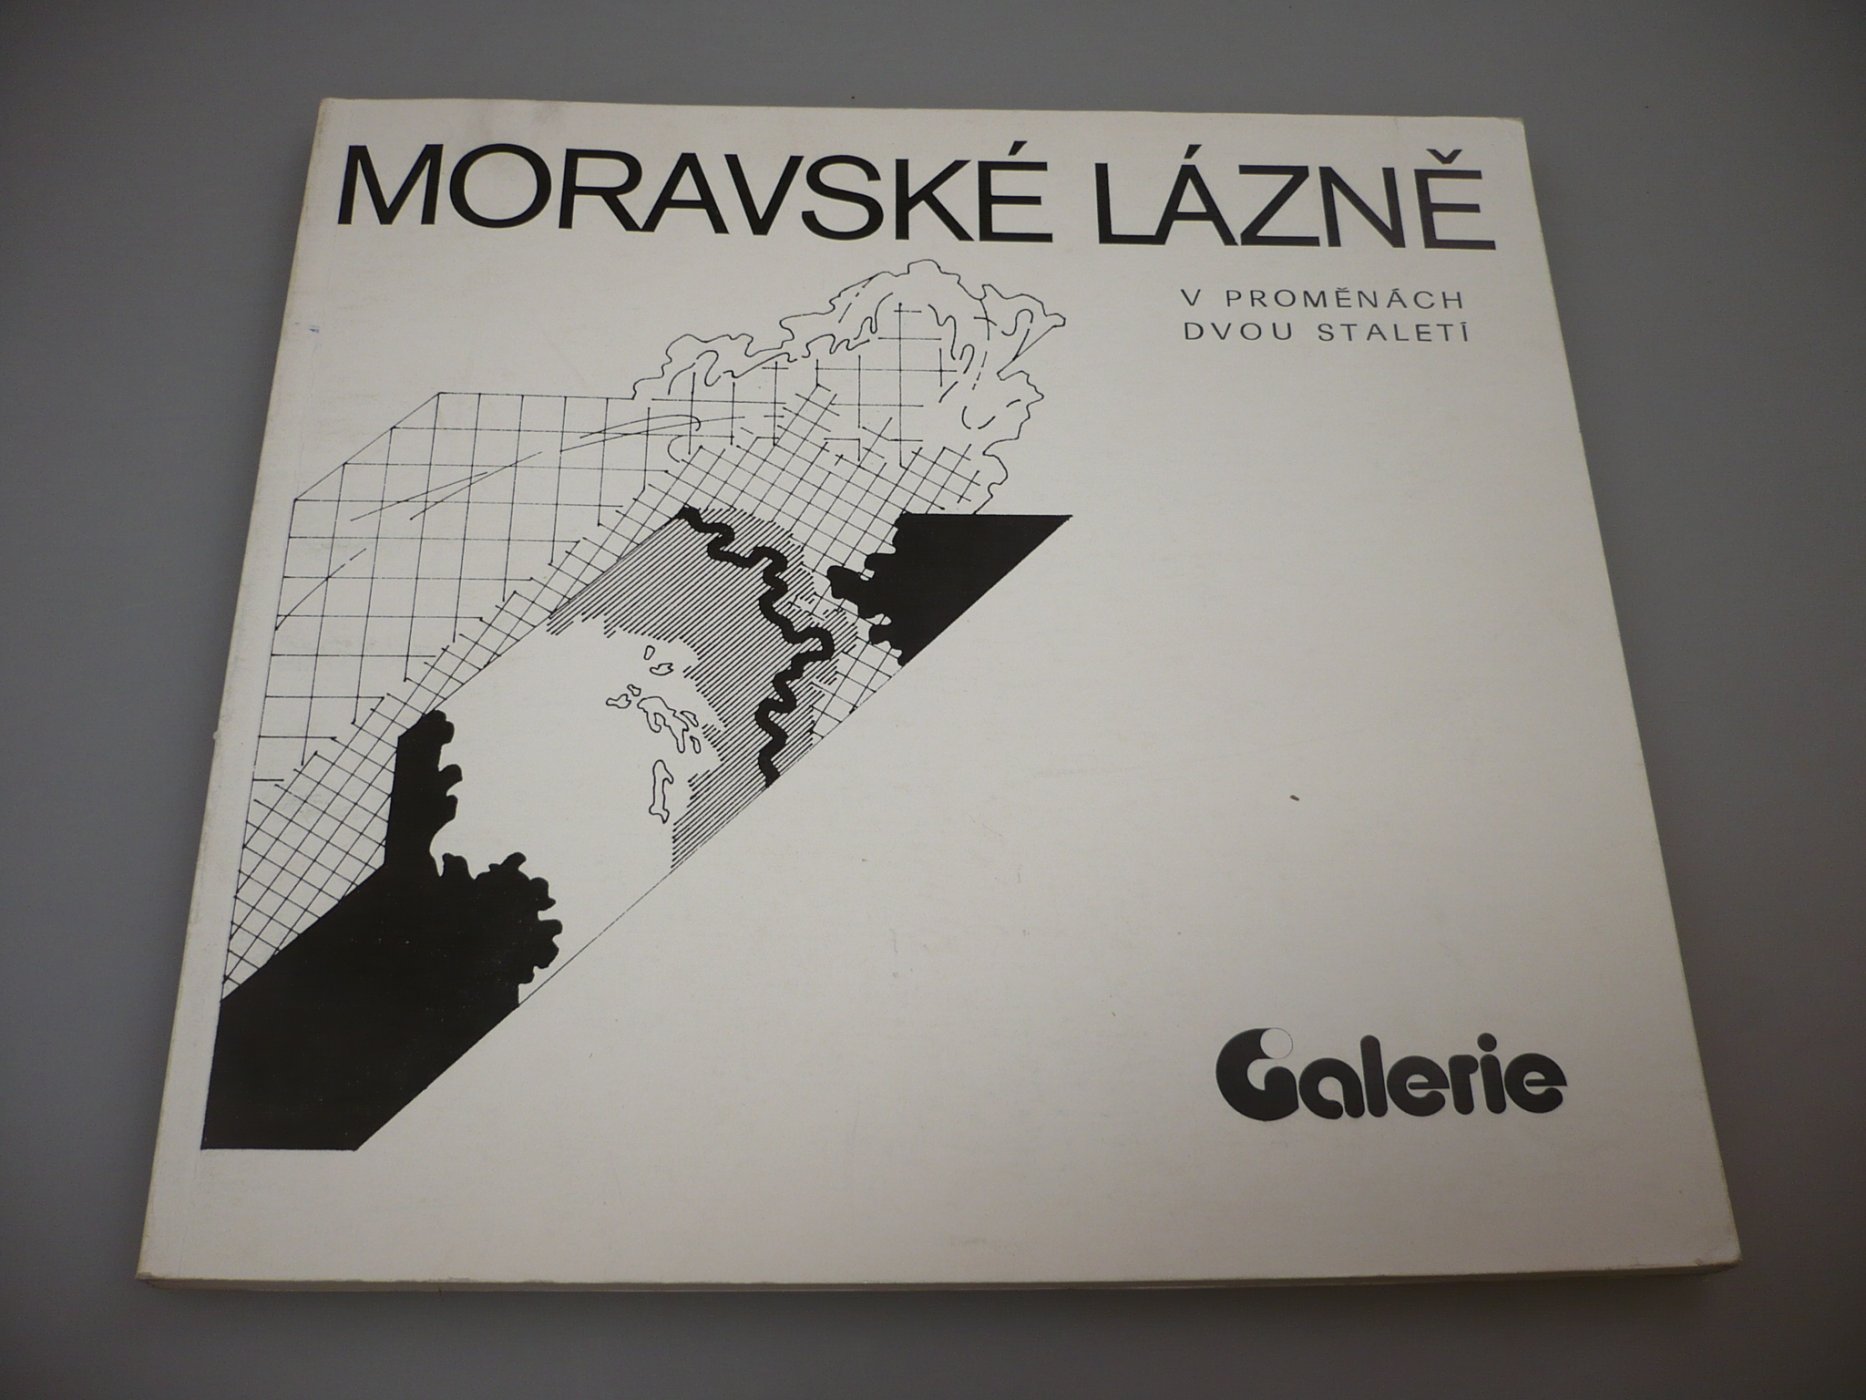 MORAVSKÉ LÁZNĚ
V PROMĚNÁCH
DVOU STALETÍ
Galerie